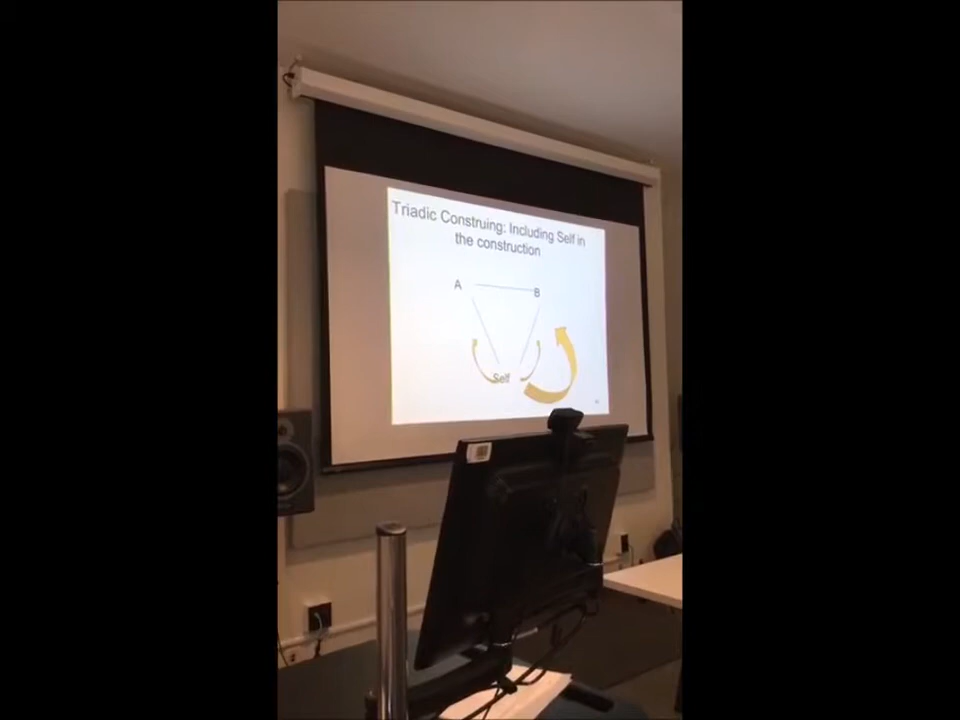 Triadic Construing: Including Self in
the construction
A B
Self